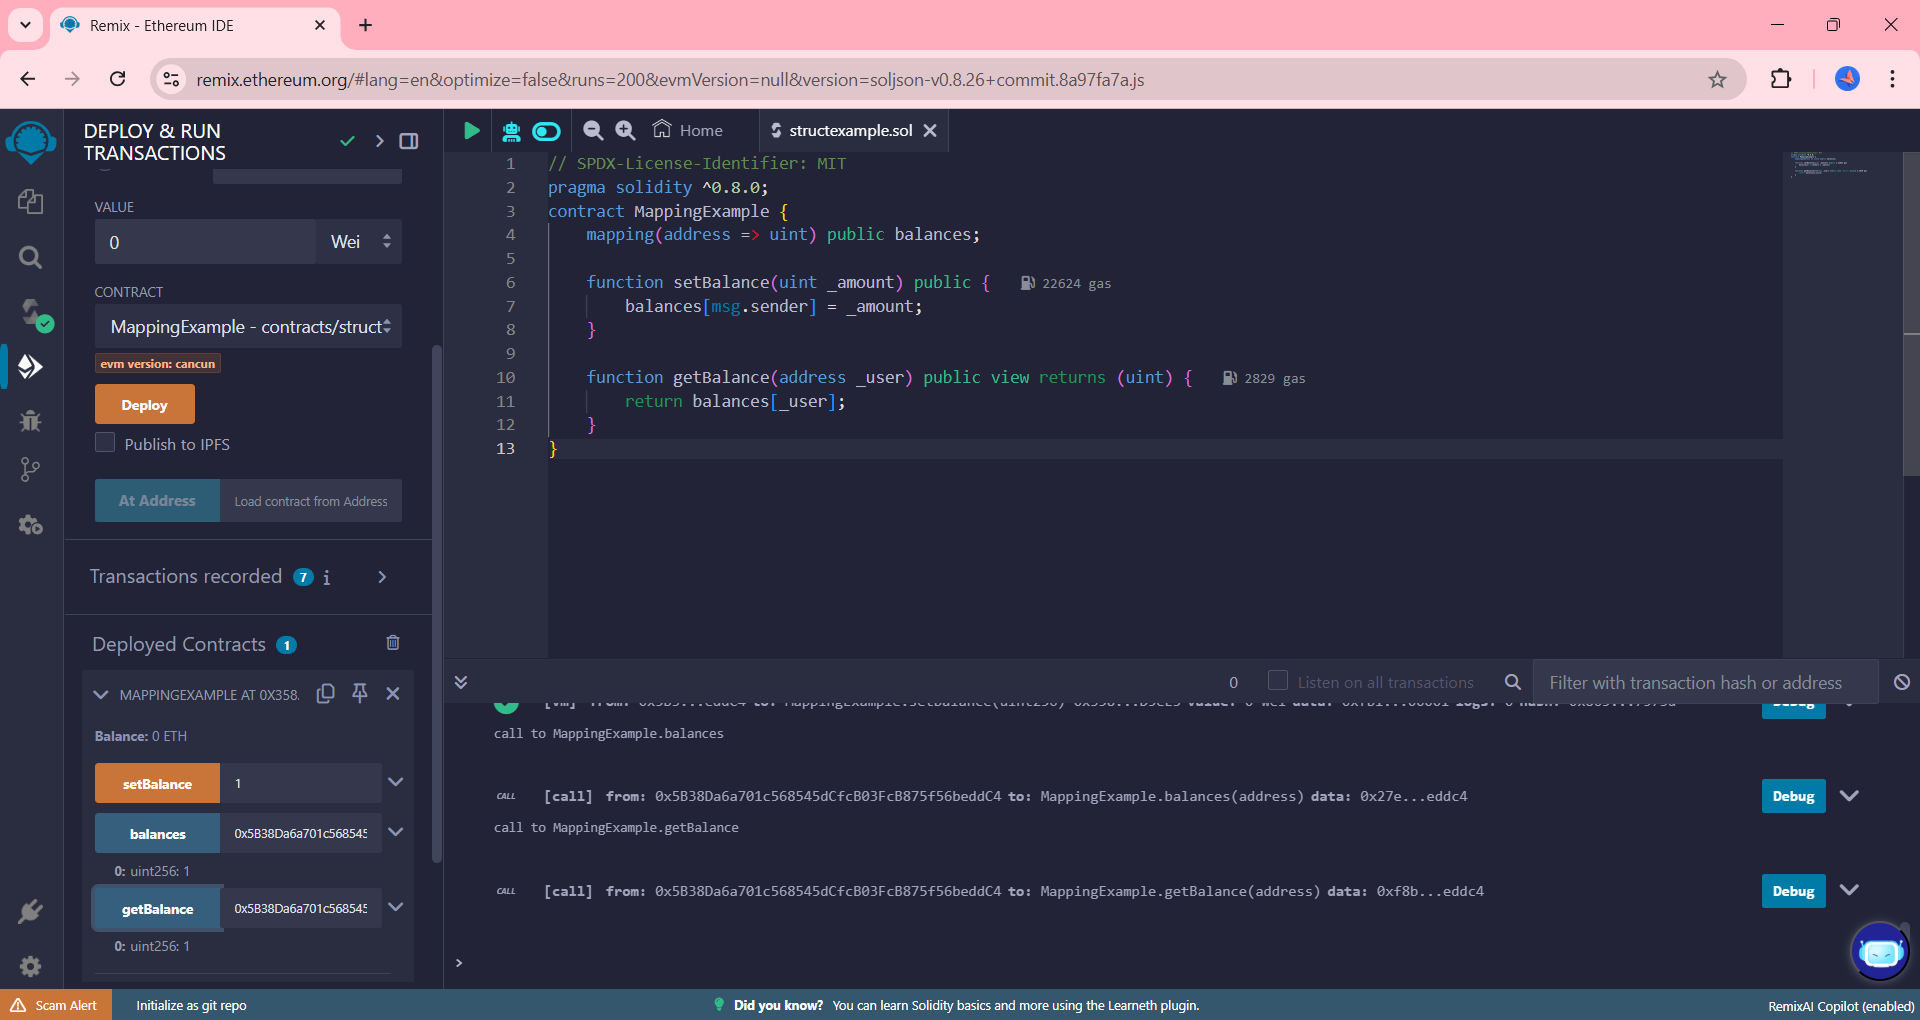 Remix - Ethereum IDE
remix.ethereum.org/#lang=en&optimize=false&runs=200&evmVersion=null&version=soljson-v0.8.26+commit.8a97fa7a.js
DEPLOY & RUN
TRANSACTIONS
VALUE
0
Wei
CONTRACT
MappingExample - contracts/struct
evm version: cancun
Deploy
Publish to IPFS
At Address
Load contract from Address
Transactions recorded 7 i
Deployed Contracts 1
MAPPINGEXAMPLE AT 0X358.
Balance: 0 ETH
setBalance
1
balances
0x5B38Da6a701c568545
0: uint256: 1
getBalance
0x5B38Da6a701c568545
0: uint256: 1
Home
structexample.sol
1 // SPDX-License-Identifier: MIT
2 pragma solidity ^0.8.0;
3 contract MappingExample {
4 mapping(address => uint) public balances;
5
6 function setBalance(uint _amount) public { 22624 gas
7 balances[msg.sender] = _amount;
8 }
9
10 function getBalance(address _user) public view returns (uint) { 2829 gas
11 return balances[_user];
12 }
13 }
0
Listen on all transactions
Filter with transaction hash or address
call to MappingExample.balances
CALL [call] from: 0x5B38Da6a701c568545dCfcB03FcB875f56beddC4 to: MappingExample.balances(address) data: 0x27e...eddc4
Debug
call to MappingExample.getBalance
CALL [call] from: 0x5B38Da6a701c568545dCfcB03FcB875f56beddC4 to: MappingExample.getBalance(address) data: 0xf8b...eddc4
Debug
>
Scam Alert
Initialize as git repo
Did you know? You can learn Solidity basics and more using the Learneth plugin.
RemixAI Copilot (enabled)